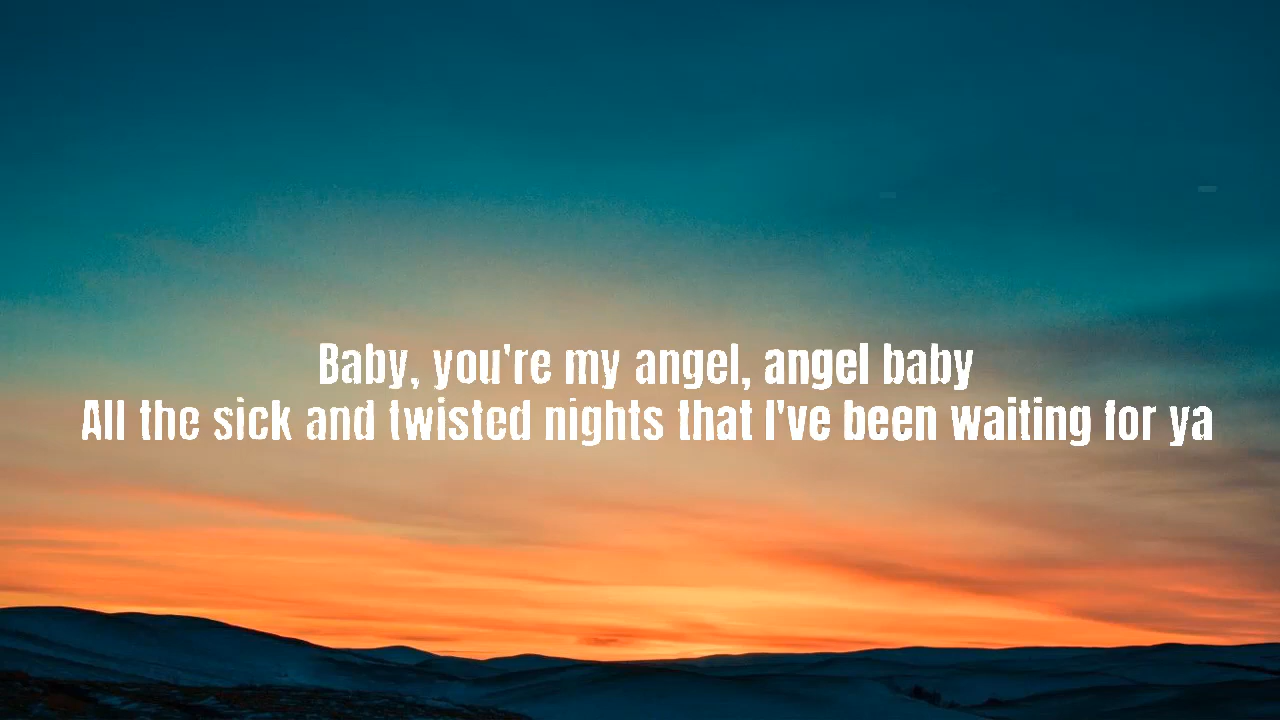 Baby, you're my angel, angel baby
All the sick and twisted nights that I've been waiting for ya